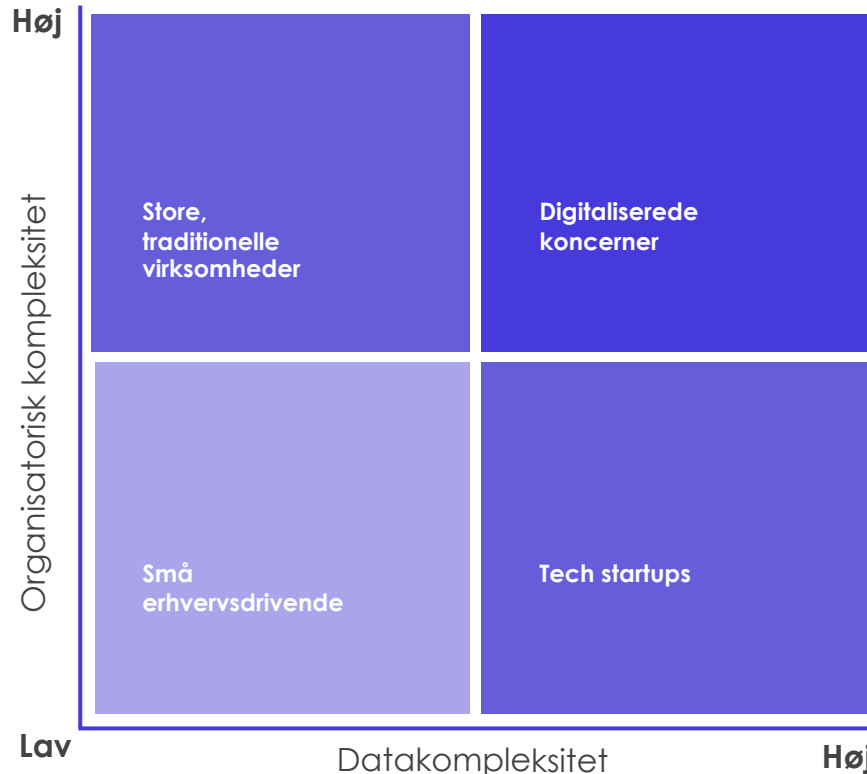 Høj
Organisatorisk kompleksitet
Store,
traditionelle
virksomheder
Digitaliserede
koncerner
Små
erhvervsdrivende
Tech startups
Lav
Datakompleksitet
Høj